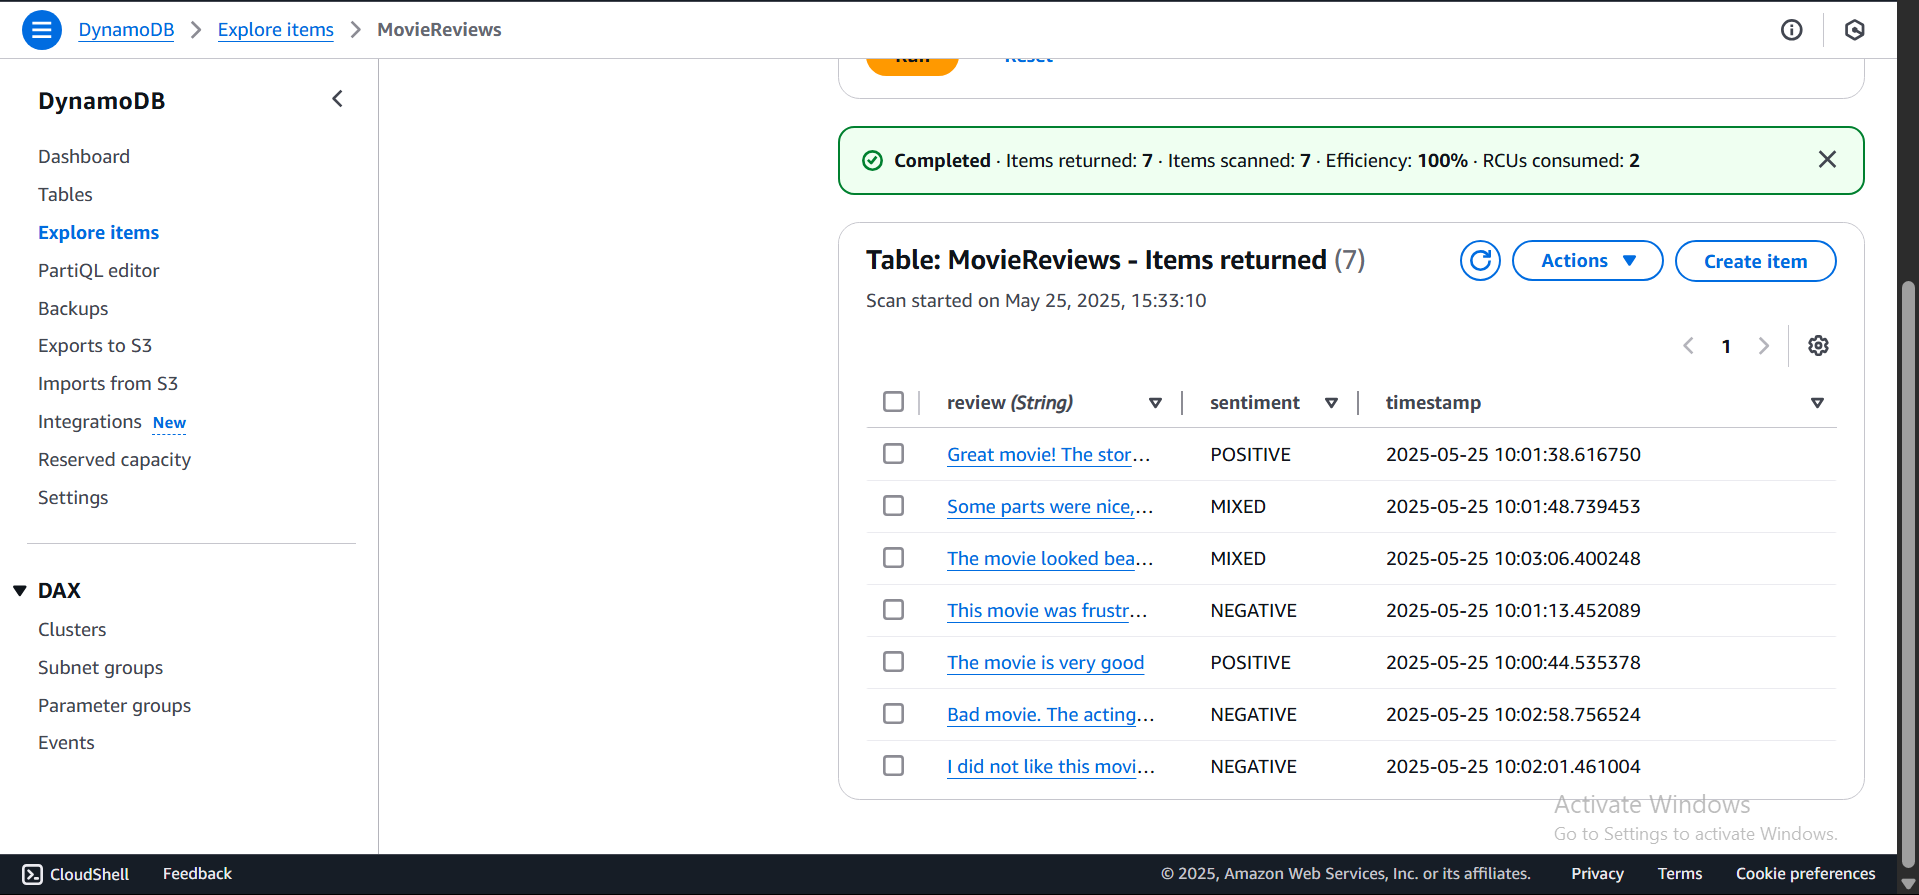 DynamoDB > Explore items > MovieReviews
DynamoDB
Dashboard
Tables
Explore items
PartiQL editor
Backups
Exports to S3
Imports from S3
Integrations New
Reserved capacity
Settings
DAX
Clusters
Subnet groups
Parameter groups
Events
Run Reset
Completed · Items returned: 7 · Items scanned: 7 · Efficiency: 100% · RCUs consumed: 2
Table: MovieReviews - Items returned (7)
Actions Create item
Scan started on May 25, 2025, 15:33:10
1
review (String) sentiment timestamp
Great movie! The stor... POSITIVE 2025-05-25 10:01:38.616750
Some parts were nice,... MIXED 2025-05-25 10:01:48.739453
The movie looked bea... MIXED 2025-05-25 10:03:06.400248
This movie was frustr... NEGATIVE 2025-05-25 10:01:13.452089
The movie is very good POSITIVE 2025-05-25 10:00:44.535378
Bad movie. The acting... NEGATIVE 2025-05-25 10:02:58.756524
I did not like this movi... NEGATIVE 2025-05-25 10:02:01.461004
Activate Windows
Go to Settings to activate Windows.
CloudShell Feedback © 2025, Amazon Web Services, Inc. or its affiliates. Privacy Terms Cookie preferences